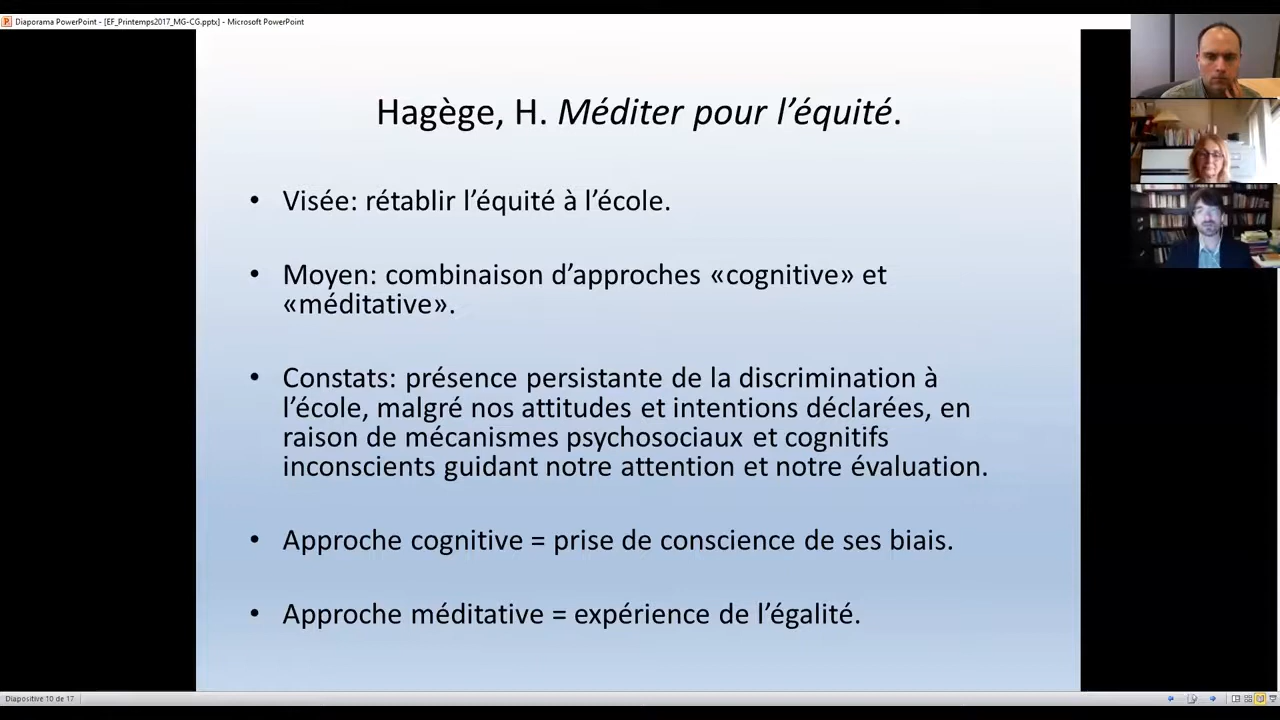 Diaporama PowerPoint - [EF_Printemps2017_MG-CG.pptx] - Microsoft PowerPoint
Hagège, H. Méditer pour l’équité.
• Visée: rétablir l’équité à l’école.
• Moyen: combinaison d’approches «cognitive» et
«méditative».
• Constats: présence persistante de la discrimination à
l’école, malgré nos attitudes et intentions déclarées, en
raison de mécanismes psychosociaux et cognitifs
inconscients guidant notre attention et notre évaluation.
• Approche cognitive = prise de conscience de ses biais.
• Approche méditative = expérience de l’égalité.
Diapositive 10 de 17